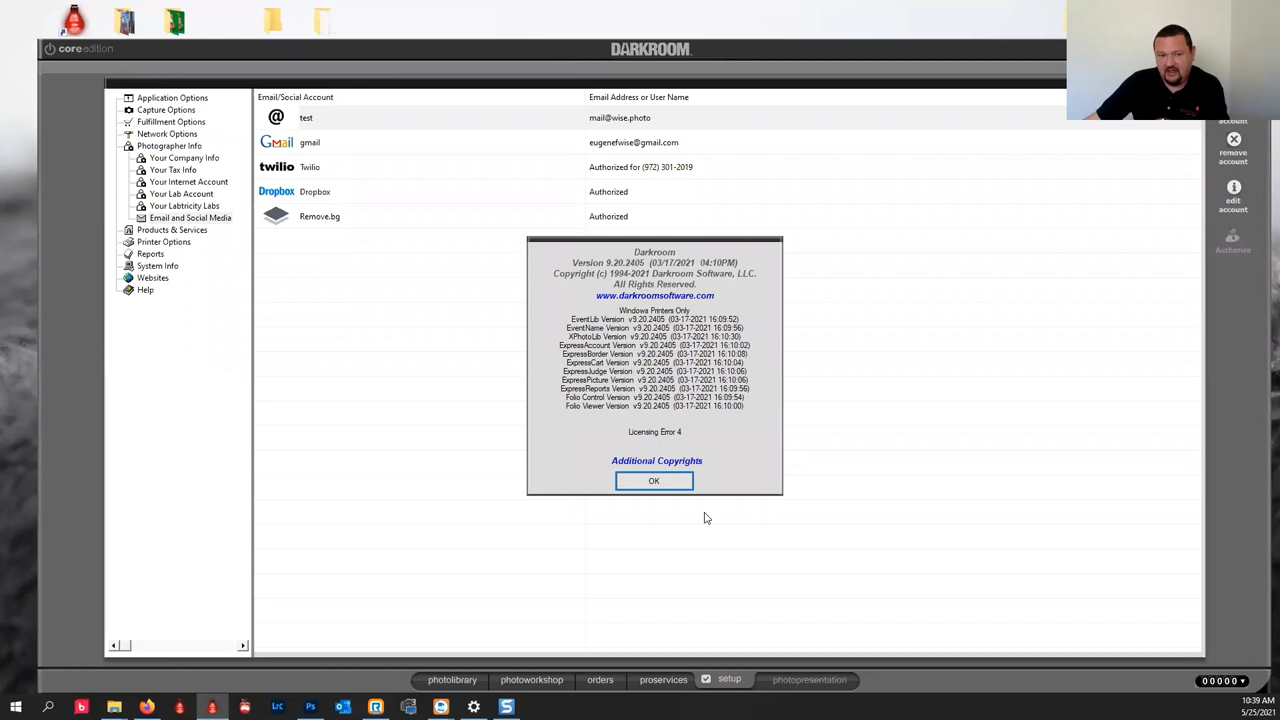 core edition
DARKROOM
Application Options
Capture Options
Fulfillment Options
Network Options
Photographer Info
Your Company Info
Your Tax Info
Your Internet Account
Your Lab Account
Your Labtricity Labs
Email and Social Media
Products & Services
Printer Options
Reports
System Info
Websites
Help
Email/Social Account Email Address or User Name
@ test mail@wise.photo
Gmail gmail eugenefwise@gmail.com
twilio Twilio Authorized for (972) 301-2019
Dropbox Dropbox Authorized
Remove.bg Authorized
account
remove
account
edit
account
Authorize
Darkroom
Version 9.20.2405 (03/17/2021 04:10PM)
Copyright (c) 1994-2021 Darkroom Software, LLC.
All Rights Reserved.
www.darkroomsoftware.com
Windows Printers Only
EventLib Version v9.20.2405 (03-17-2021 16:09:52)
EventName Version v9.20.2405 (03-17-2021 16:09:56)
XPhotoLib Version v9.20.2405 (03-17-2021 16:10:30)
ExpressAccount Version v9.20.2405 (03-17-2021 16:10:02)
ExpressBorder Version v9.20.2405 (03-17-2021 16:10:08)
ExpressCart Version v9.20.2405 (03-17-2021 16:10:04)
ExpressJudge Version v9.20.2405 (03-17-2021 16:10:06)
ExpressPicture Version v9.20.2405 (03-17-2021 16:10:06)
ExpressReports Version v9.20.2405 (03-17-2021 16:09:56)
Folio Control Version v9.20.2405 (03-17-2021 16:09:54)
Folio Viewer Version v9.20.2405 (03-17-2021 16:10:00)
Licensing Error 4
Additional Copyrights
OK
photolibrary photoworkshop orders proservices setup photopresentation
00000
Lrc Ps
10:39 AM
5/25/2021